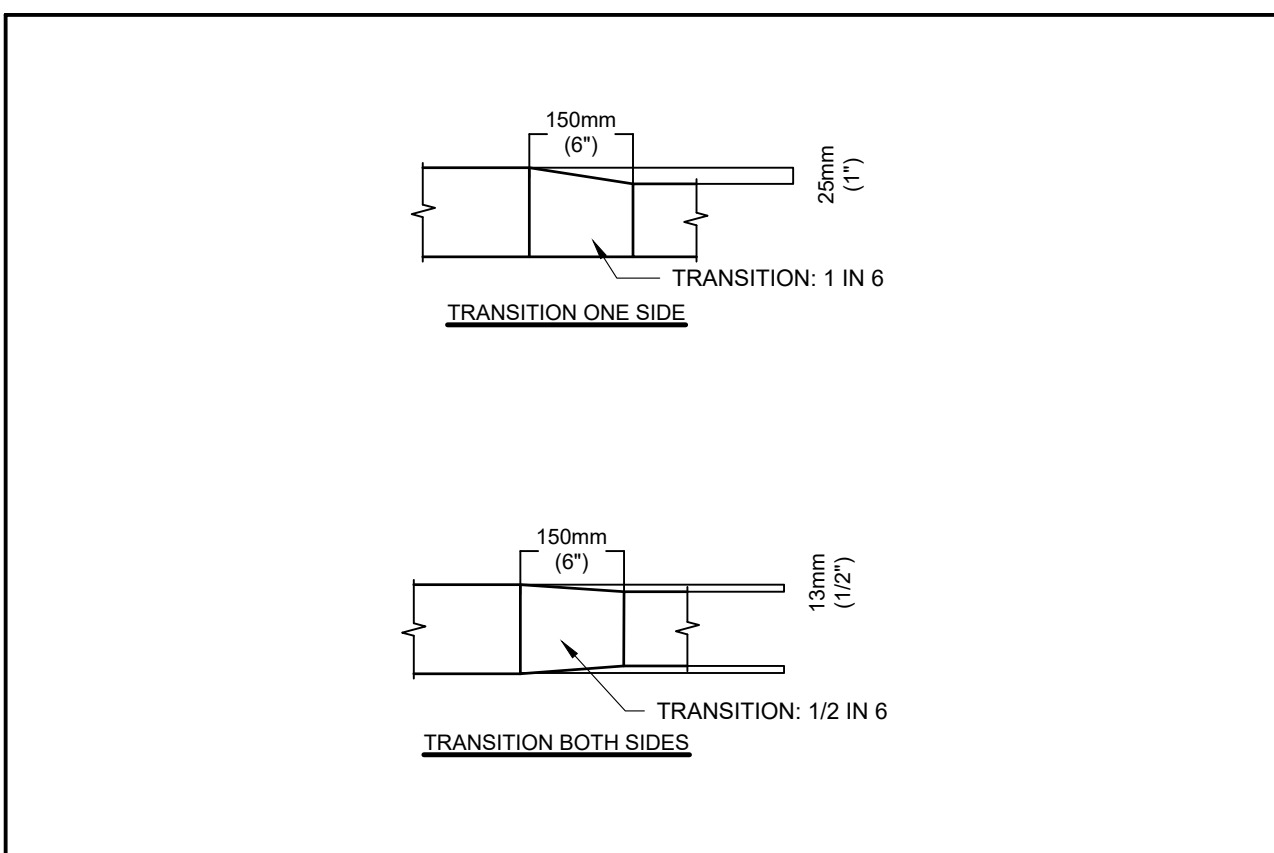 150mm
(6")
25mm
(1")
TRANSITION: 1 IN 6
TRANSITION ONE SIDE
150mm
(6")
13mm
(1/2")
TRANSITION: 1/2 IN 6
TRANSITION BOTH SIDES